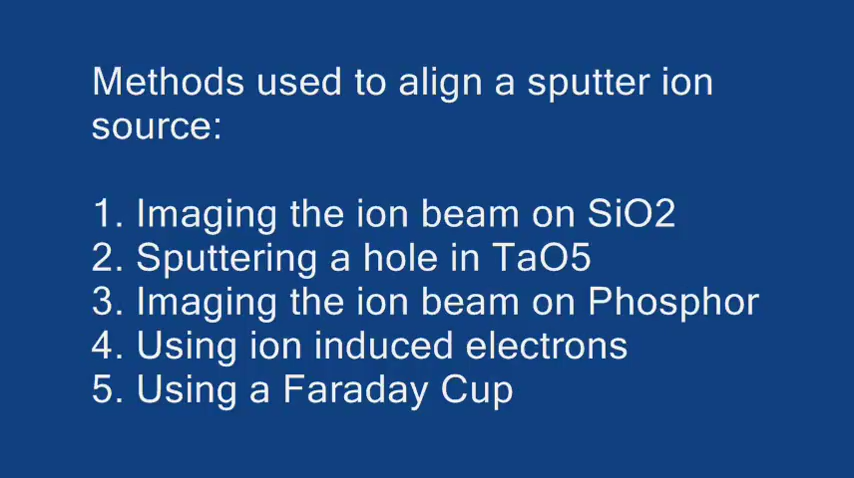 Methods used to align a sputter ion
source:
1. Imaging the ion beam on SiO2
2. Sputtering a hole in TaO5
3. Imaging the ion beam on Phosphor
4. Using ion induced electrons
5. Using a Faraday Cup